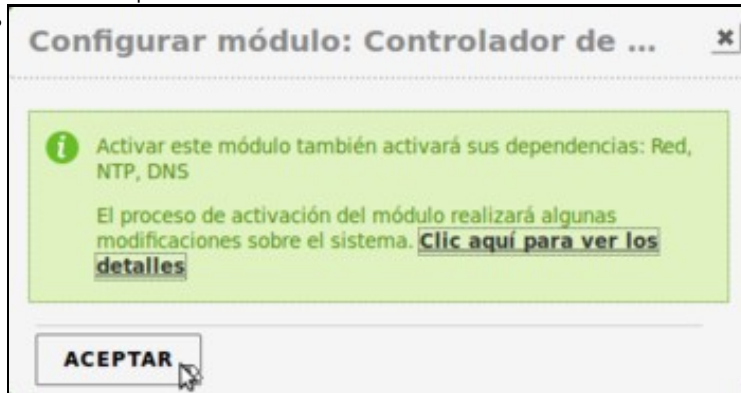 Configurar módulo: Controlador de ...
Activar este módulo también activará sus dependencias: Red,
NTP, DNS
El proceso de activación del módulo realizará algunas
modificaciones sobre el sistema. Clic aquí para ver los
detalles
ACEPTAR